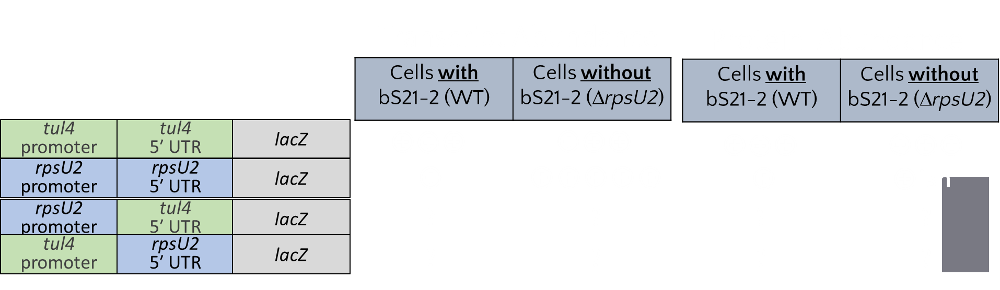 Cells with
bS21-2 (WT)
Cells without
bS21-2 (ΔrpsU2)
Cells with
bS21-2 (WT)
Cells without
bS21-2 (ΔrpsU2)
tul4
promoter
tul4
5′ UTR
lacZ
rpsU2
promoter
rpsU2
5′ UTR
lacZ
rpsU2
promoter
tul4
5′ UTR
lacZ
tul4
promoter
rpsU2
5′ UTR
lacZ